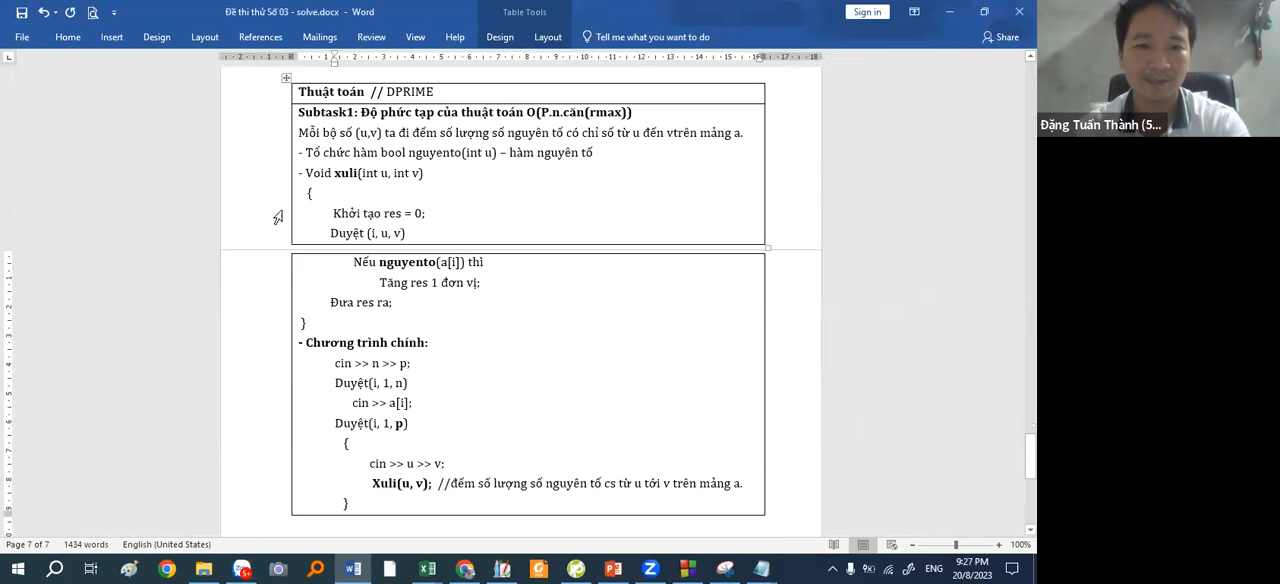 Đề thi thử Số 03 - solve.docx - Word
Table Tools
Sign in
File Home Insert Design Layout References Mailings Review View Help Design Layout Tell me what you want to do Share
Thuật toán // DPRIME
Subtask1: Độ phức tạp của thuật toán O(P.n.căn(rmax))
Mỗi bộ số (u,v) ta đi đếm số lượng số nguyên tố có chỉ số từ u đến vtrên mảng a.
- Tổ chức hàm bool nguyento(int u) – hàm nguyên tố
- Void xuli(int u, int v)
{
Khởi tạo res = 0;
Duyệt (i, u, v)
Nếu nguyento(a[i]) thì
Tăng res 1 đơn vị;
Đưa res ra;
}
- Chương trình chính:
cin >> n >> p;
Duyệt(i, 1, n)
cin >> a[i];
Duyệt(i, 1, p)
{
cin >> u >> v;
Xuli(u, v); //đếm số lượng số nguyên tố cs từ u tới v trên mảng a.
}
Đặng Tuấn Thành (5...
Page 7 of 7 1434 words English (United States) 100%
ENG 9:27 PM
20/8/2023